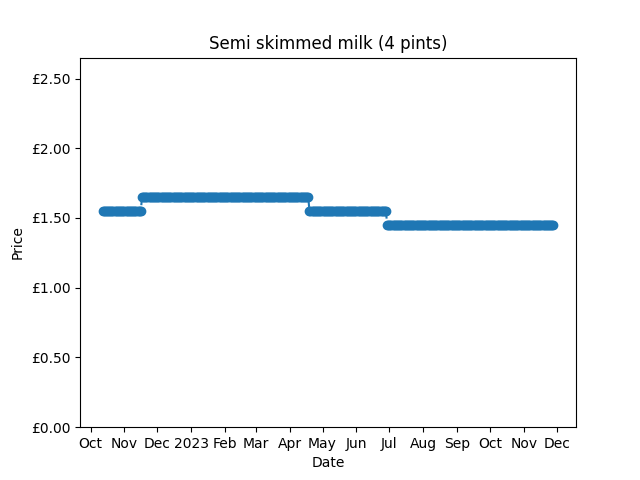 Semi skimmed milk (4 pints)
£2.50
£2.00
£1.50
£1.00
£0.50
£0.00
Price
Oct Nov Dec 2023 Feb Mar Apr May Jun Jul Aug Sep Oct Nov Dec
Date